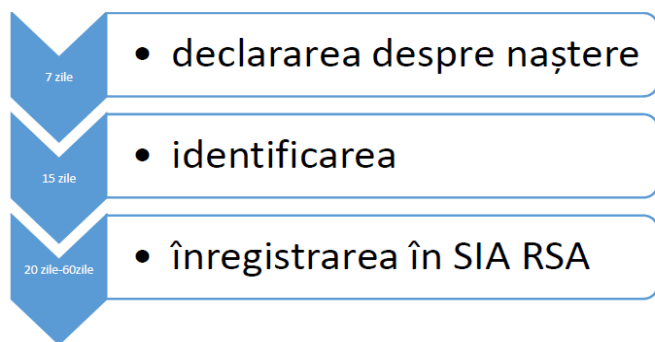 7 zile
• declararea despre naștere
15 zile
• identificarea
20 zile-60zile
• înregistrarea în SIA RSA